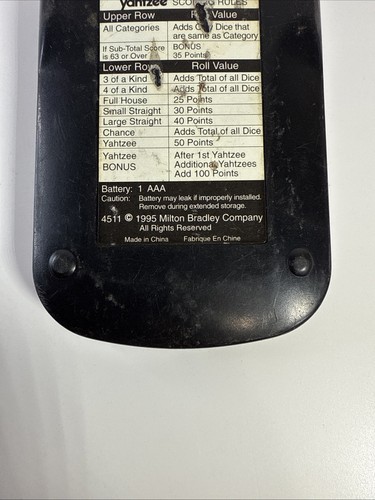 yahtzee SCORING RULES
Upper Row Roll Value
All Categories Adds Dice that are same as Category
If Sub-Total Score is 63 or Over BONUS 35 Points
Lower Row Roll Value
3 of a Kind Adds Total of all Dice
4 of a Kind Adds Total of all Dice
Full House 25 Points
Small Straight 30 Points
Large Straight 40 Points
Chance Adds Total of all Dice
Yahtzee 50 Points
Yahtzee BONUS After 1st Yahtzee Additional Yahtzees Add 100 Points
Battery: 1 AAA
Caution: Battery may leak if improperly installed.
Remove during extended storage.
4511 © 1995 Milton Bradley Company
All Rights Reserved
Made in China Fabrique En Chine